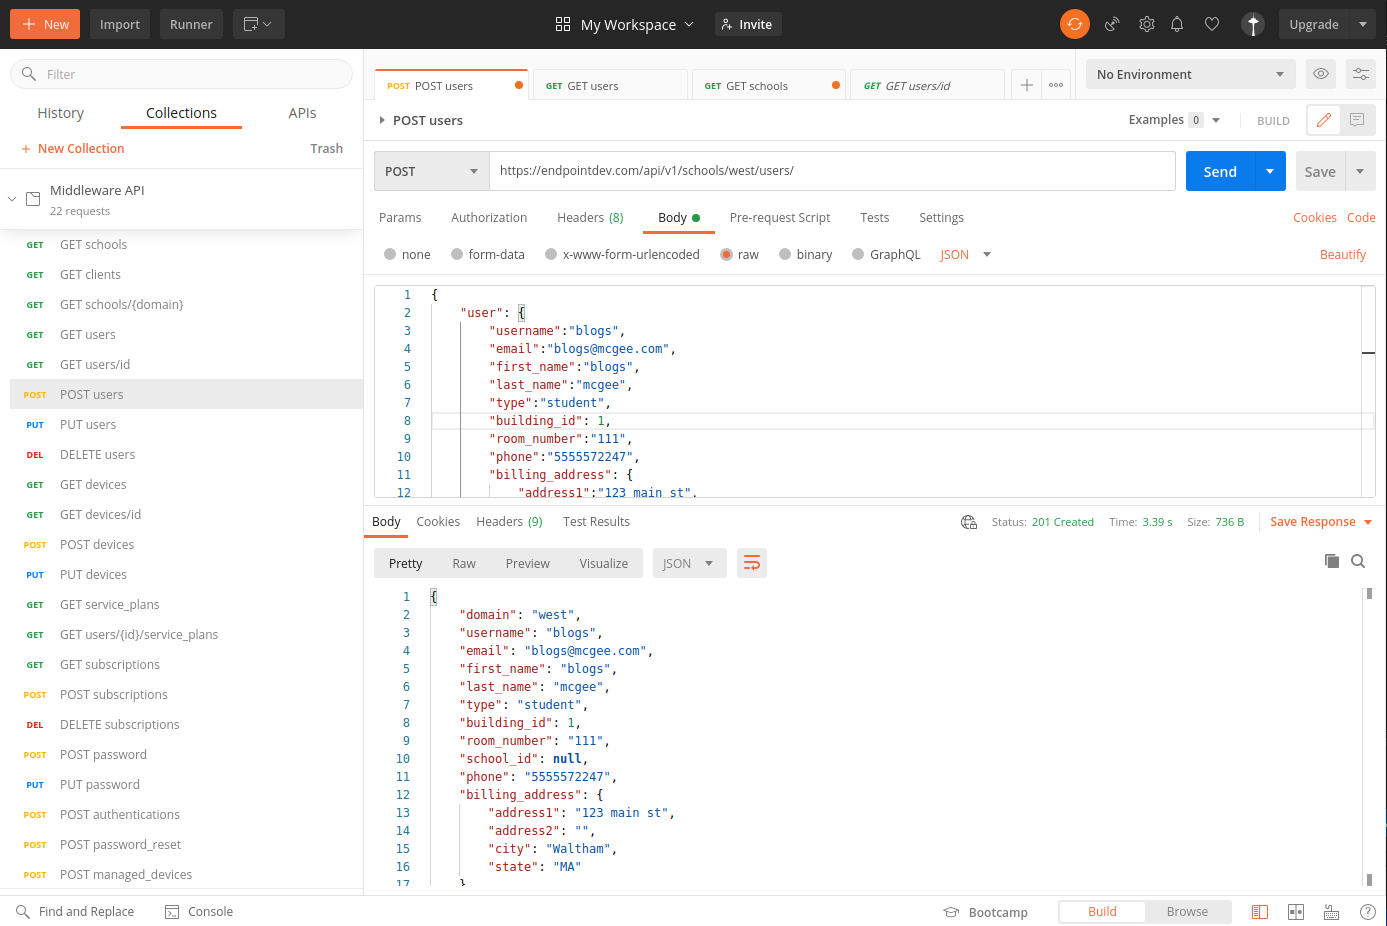 New
Import
Runner
My Workspace
Invite
Upgrade
Filter
History
Collections
APIs
+ New Collection
Trash
Middleware API
22 requests
GET GET schools
GET GET clients
GET GET schools/{domain}
GET GET users
GET GET users/id
POST POST users
PUT PUT users
DEL DELETE users
GET GET devices
GET GET devices/id
POST POST devices
PUT PUT devices
GET GET service_plans
GET GET users/{id}/service_plans
GET GET subscriptions
POST POST subscriptions
DEL DELETE subscriptions
POST POST password
PUT PUT password
POST POST authentications
POST POST password_reset
POST POST managed_devices
POST POST users
GET GET users
GET GET schools
GET GET users/id
No Environment
POST users
Examples 0
BUILD
POST
https://endpointdev.com/api/v1/schools/west/users/
Send
Save
Params
Authorization
Headers (8)
Body
Pre-request Script
Tests
Settings
Cookies
Code
none
form-data
x-www-form-urlencoded
raw
binary
GraphQL
JSON
Beautify
1 {
2 "user": {
3 "username":"blogs",
4 "email":"blogs@mcgee.com",
5 "first_name":"blogs",
6 "last_name":"mcgee",
7 "type":"student",
8 "building_id": 1,
9 "room_number":"111",
10 "phone":"5555572247",
11 "billing_address": {
12 "address1":"123 main st",
Body
Cookies
Headers (9)
Test Results
Status: 201 Created
Time: 3.39 s
Size: 736 B
Save Response
Pretty
Raw
Preview
Visualize
JSON
1 {
2 "domain": "west",
3 "username": "blogs",
4 "email": "blogs@mcgee.com",
5 "first_name": "blogs",
6 "last_name": "mcgee",
7 "type": "student",
8 "building_id": 1,
9 "room_number": "111",
10 "school_id": null,
11 "phone": "5555572247",
12 "billing_address": {
13 "address1": "123 main st",
14 "address2": "",
15 "city": "Waltham",
16 "state": "MA"
17 }
Find and Replace
Console
Bootcamp
Build
Browse